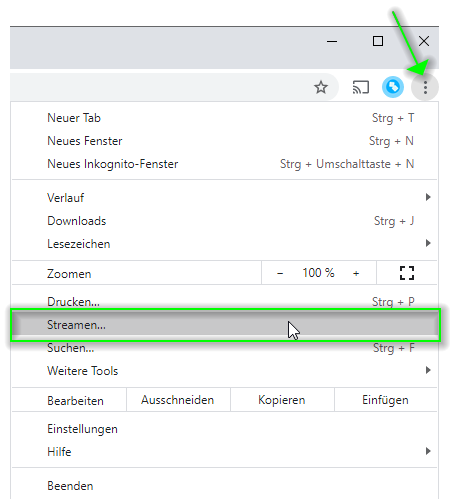 Neuer Tab Strg + T
Neues Fenster Strg + N
Neues Inkognito-Fenster Strg + Umschalttaste + N
Verlauf
Downloads Strg + J
Lesezeichen
Zoomen − 100 % +
Drucken... Strg + P
Streamen...
Suchen... Strg + F
Weitere Tools
Bearbeiten Ausschneiden Kopieren Einfügen
Einstellungen
Hilfe
Beenden